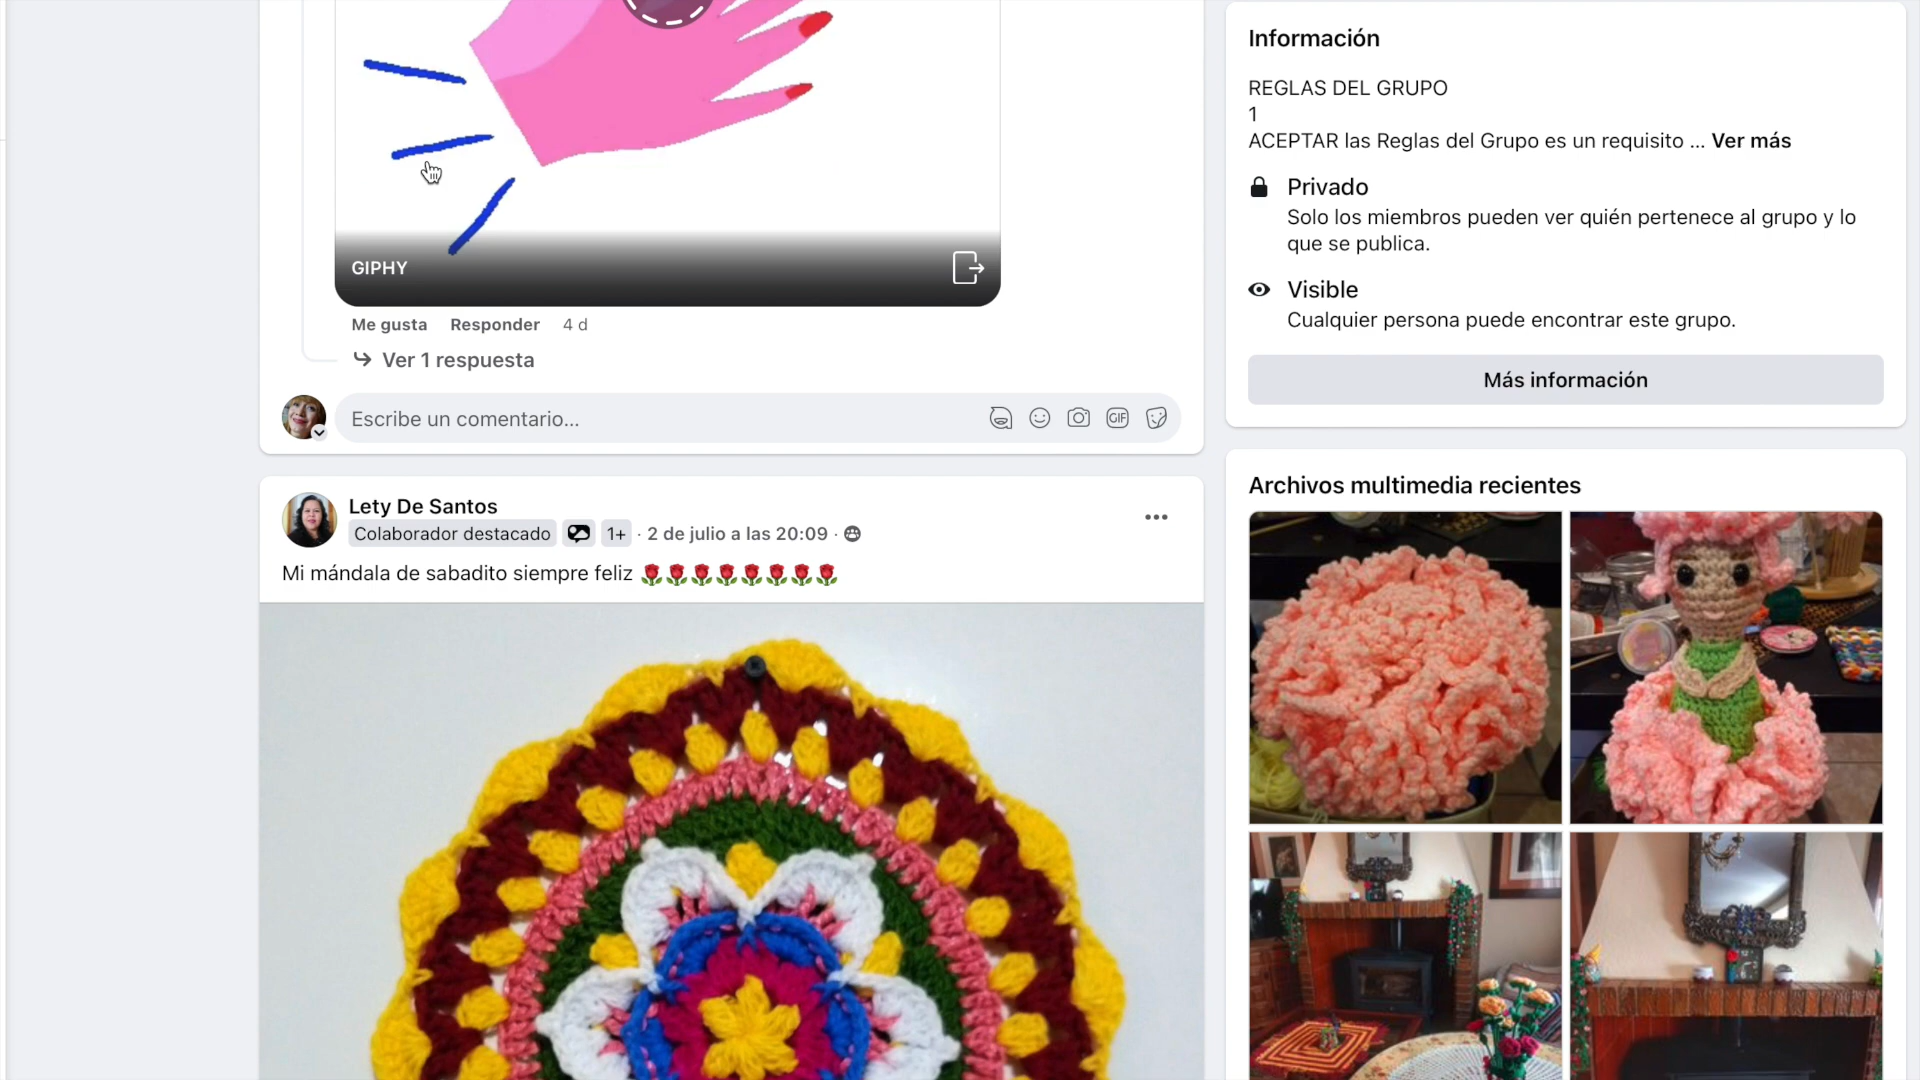 GIPHY
Me gusta Responder 4 d
Ver 1 respuesta
Escribe un comentario...
GIF
Lety De Santos
Colaborador destacado 1+ · 2 de julio a las 20:09 ·
Mi mándala de sabadito siempre feliz 🌹🌹🌹🌹🌹🌹🌹🌹
Información
REGLAS DEL GRUPO
1
ACEPTAR las Reglas del Grupo es un requisito ... Ver más
Privado
Solo los miembros pueden ver quién pertenece al grupo y lo
que se publica.
Visible
Cualquier persona puede encontrar este grupo.
Más información
Archivos multimedia recientes